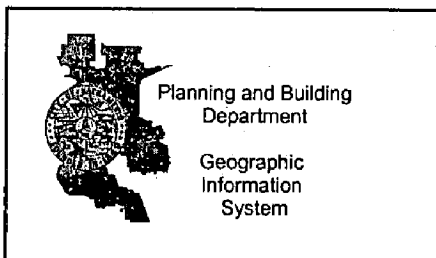 Planning and Building
Department
Geographic
Information
System